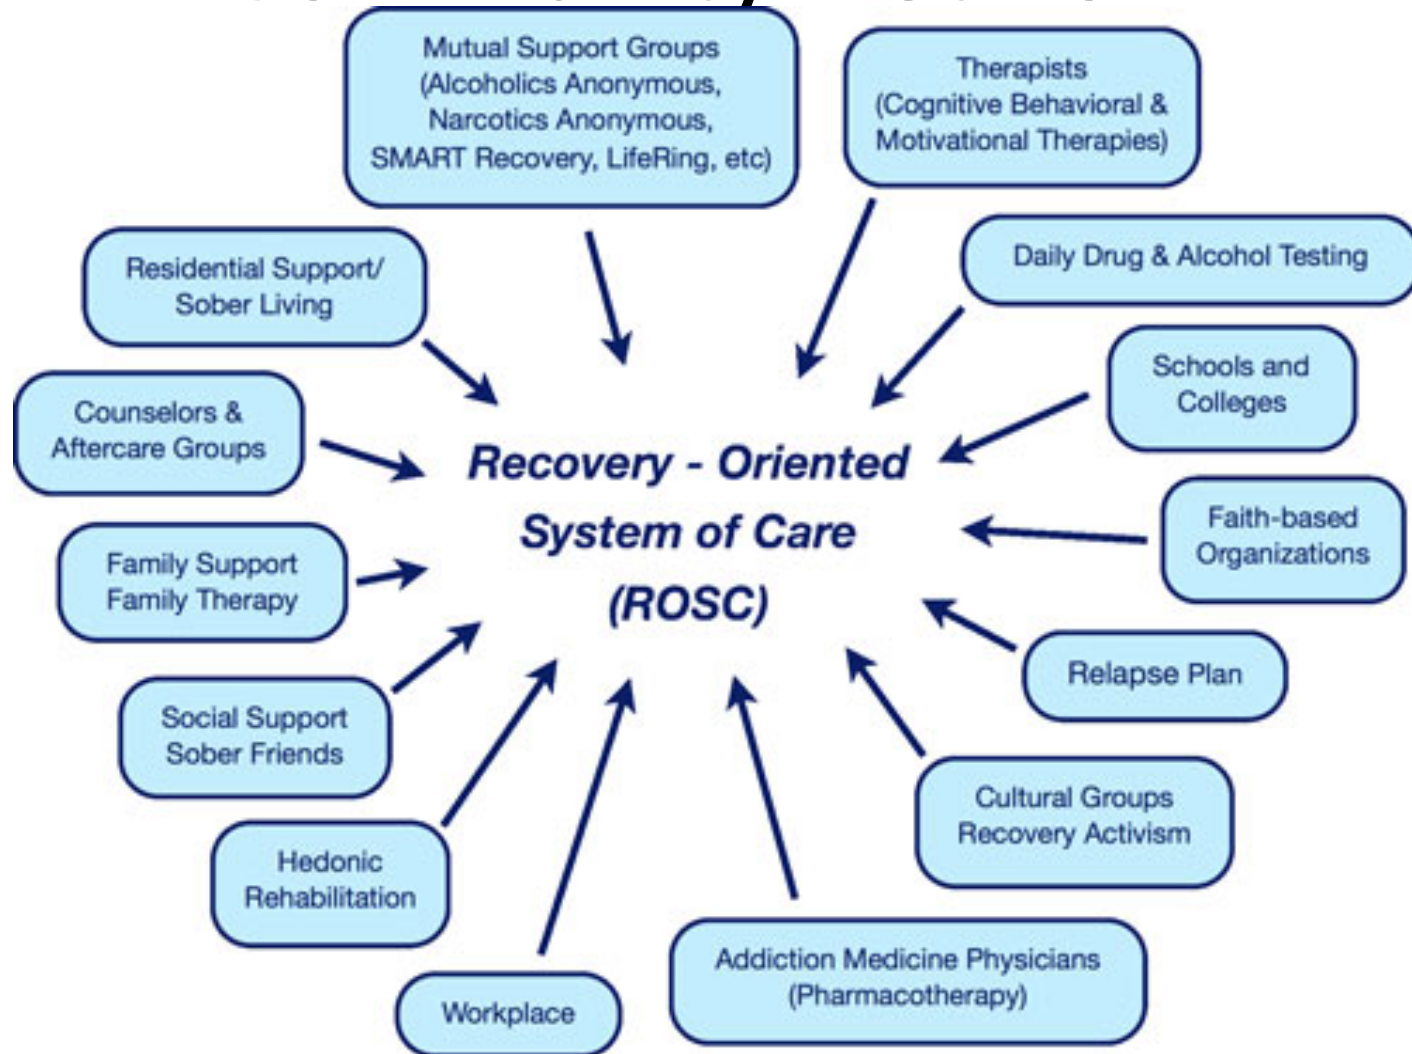 Mutual Support Groups
(Alcoholics Anonymous,
Narcotics Anonymous,
SMART Recovery, LifeRing, etc)
Therapists
(Cognitive Behavioral &
Motivational Therapies)
Daily Drug & Alcohol Testing
Residential Support/
Sober Living
Schools and
Colleges
Counselors &
Aftercare Groups
Recovery - Oriented
System of Care
(ROSC)
Faith-based
Organizations
Family Support
Family Therapy
Relapse Plan
Social Support
Sober Friends
Cultural Groups
Recovery Activism
Hedonic
Rehabilitation
Addiction Medicine Physicians
(Pharmacotherapy)
Workplace